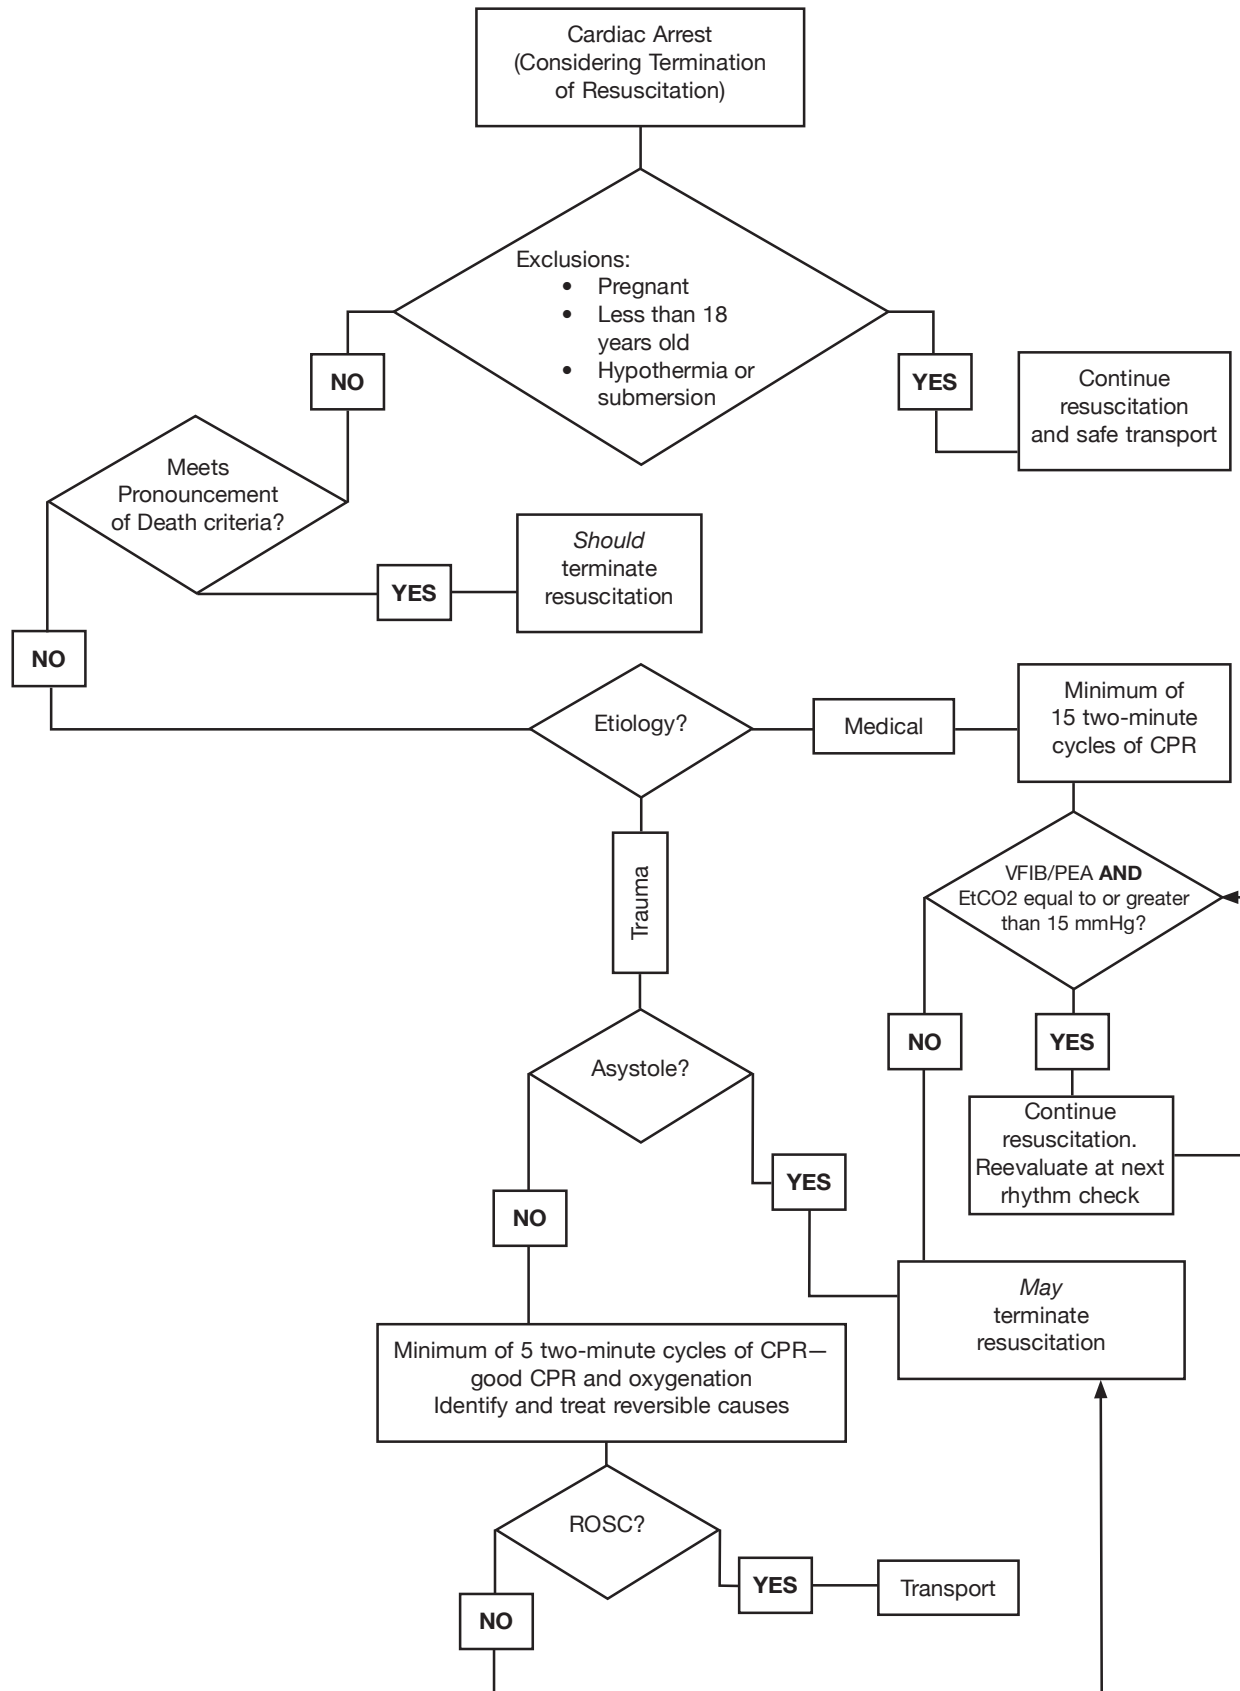 Cardiac Arrest
(Considering Termination
of Resuscitation)
Exclusions:
• Pregnant
• Less than 18
years old
• Hypothermia or
submersion
NO
YES
Continue
resuscitation
and safe transport
Meets
Pronouncement
of Death criteria?
Should
terminate
resuscitation
YES
NO
Etiology?
Medical
Minimum of
15 two-minute
cycles of CPR
Trauma
VFIB/PEA AND
EtCO2 equal to or greater
than 15 mmHg?
NO
YES
Asystole?
Continue
resuscitation.
Reevaluate at next
rhythm check
YES
NO
May
terminate
resuscitation
Minimum of 5 two-minute cycles of CPR—
good CPR and oxygenation
Identify and treat reversible causes
ROSC?
YES
Transport
NO